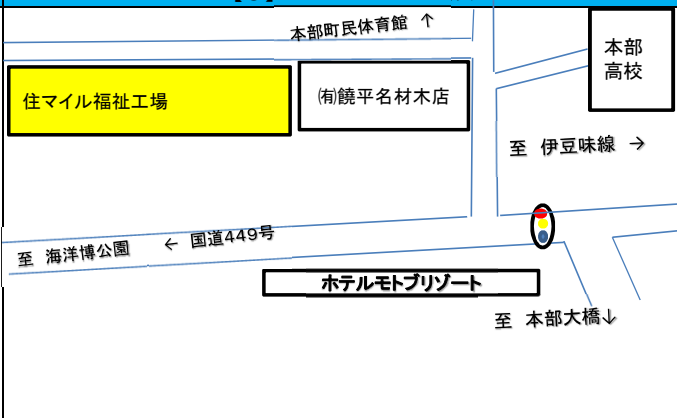 本部町民体育館 ↑
本部
高校
住マイル福祉工場
㈲饒平名材木店
至 伊豆味線 →
至 海洋博公園 ← 国道449号
ホテルモトブリゾート
至 本部大橋↓